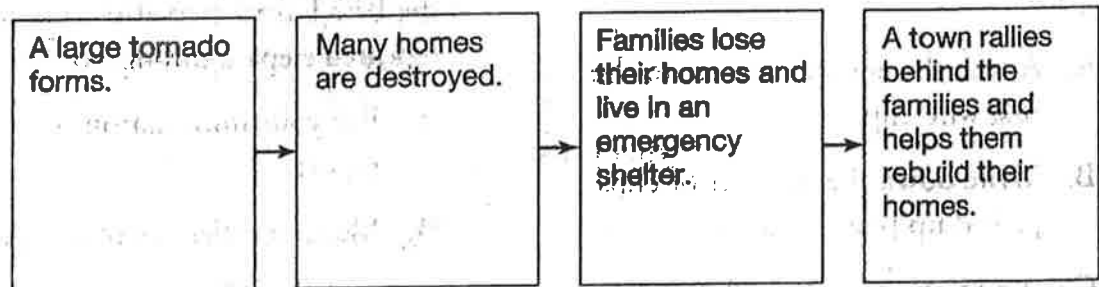 A large tornado
forms.
Many homes
are destroyed.
Families lose
their homes and
live in an
emergency
shelter.
A town rallies
behind the
families and
helps them
rebuild their
homes.